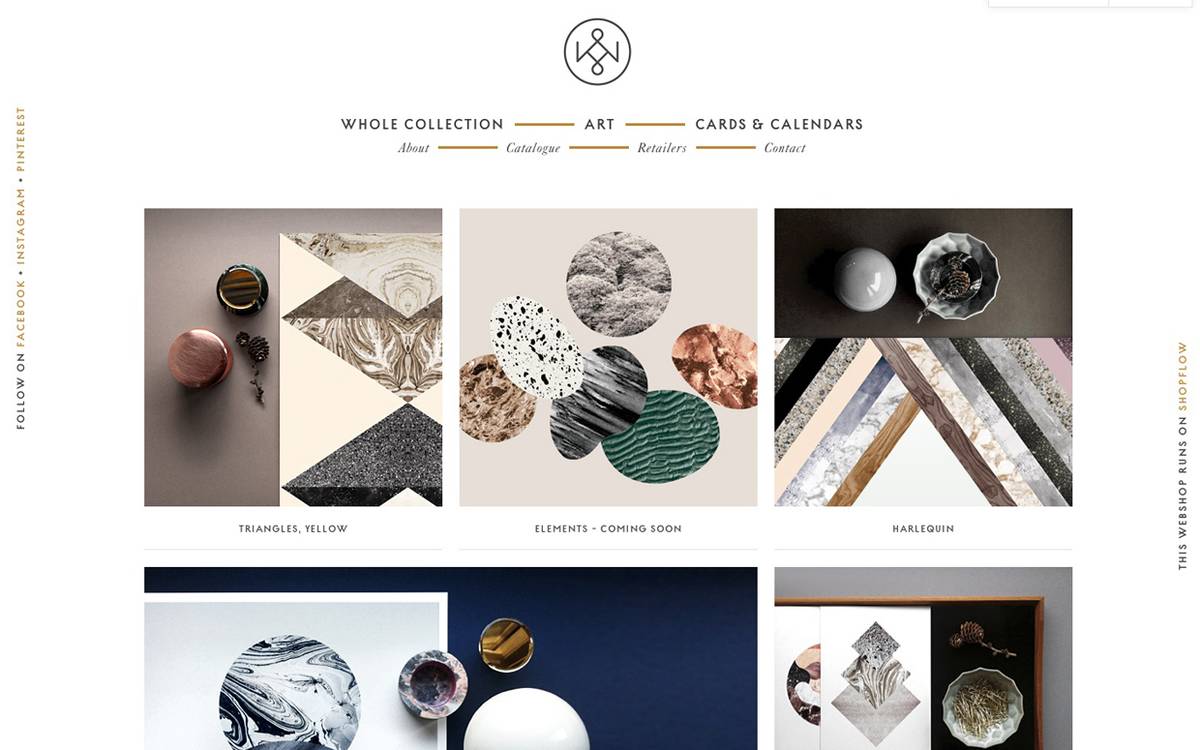 WHOLE COLLECTION ART CARDS & CALENDARS
About Catalogue Retailers Contact
FOLLOW ON FACEBOOK • INSTAGRAM • PINTEREST
TRIANGLES, YELLOW
ELEMENTS - COMING SOON
HARLEQUIN
THIS WEBSHOP RUNS ON SHOPFLOW